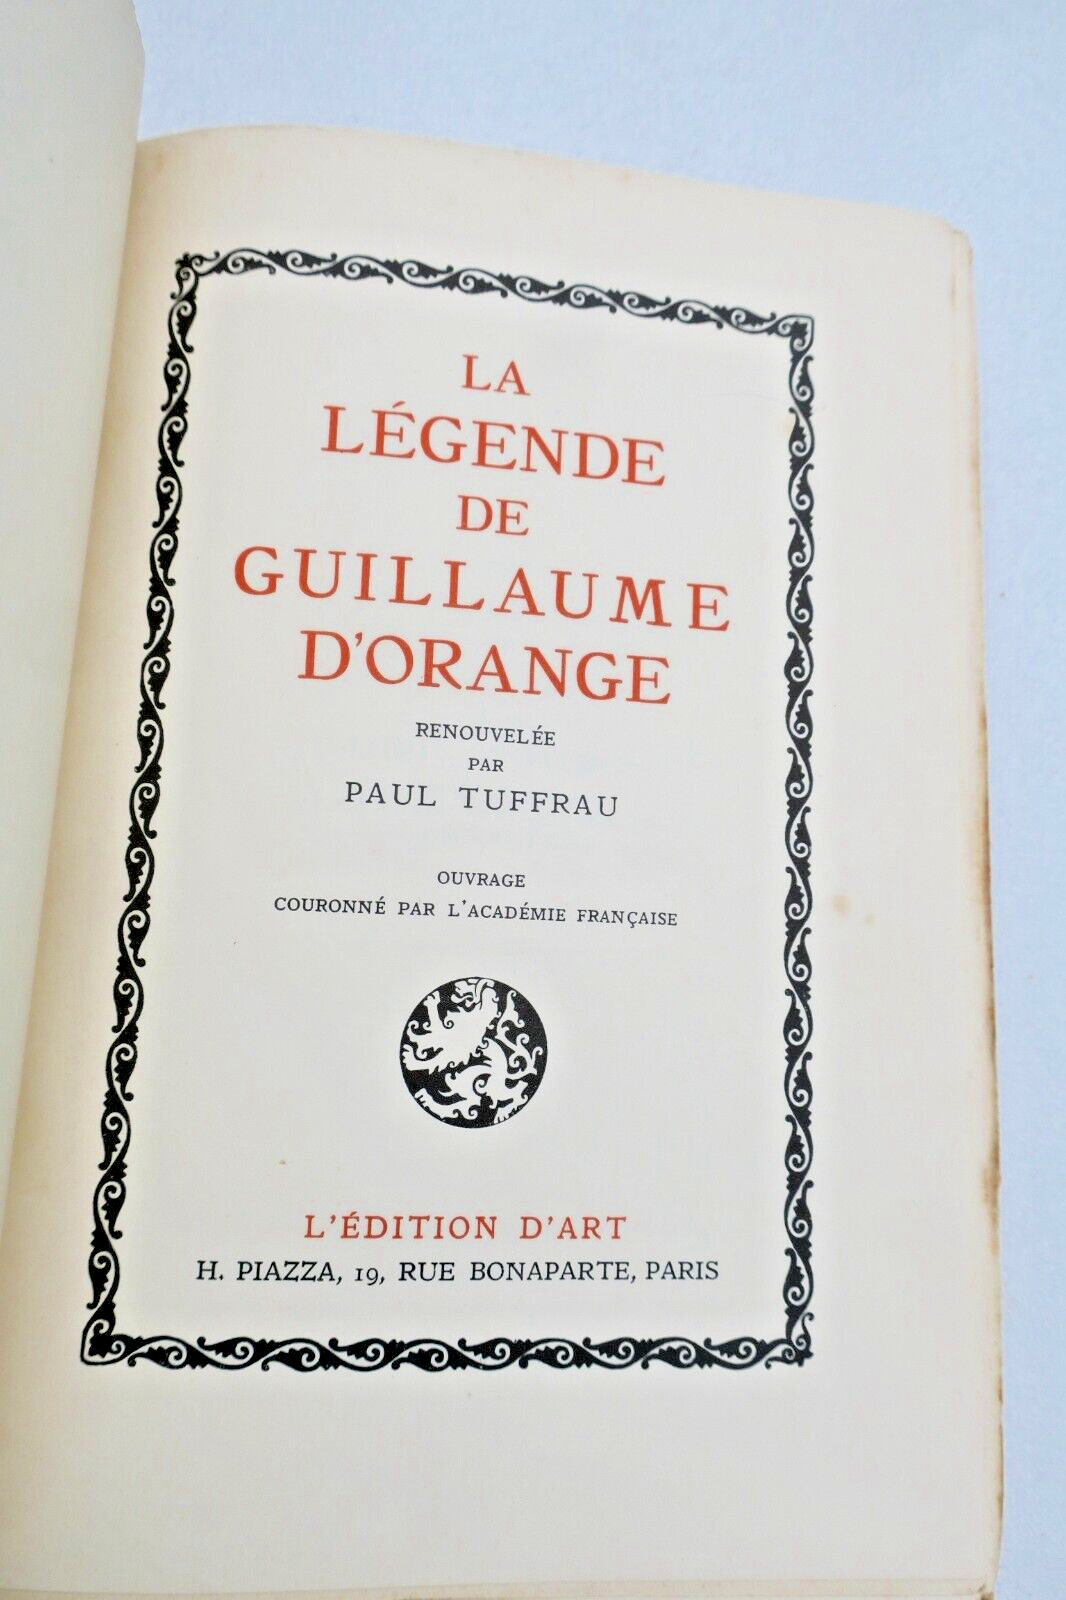 LA
LÉGENDE
DE
GUILLAUME
D'ORANGE
RENOUVELÉE
PAR
PAUL TUFFRAU
OUVRAGE
COURONNÉ PAR L'ACADÉMIE FRANÇAISE
L'ÉDITION D'ART
H. PIAZZA, 19, RUE BONAPARTE, PARIS